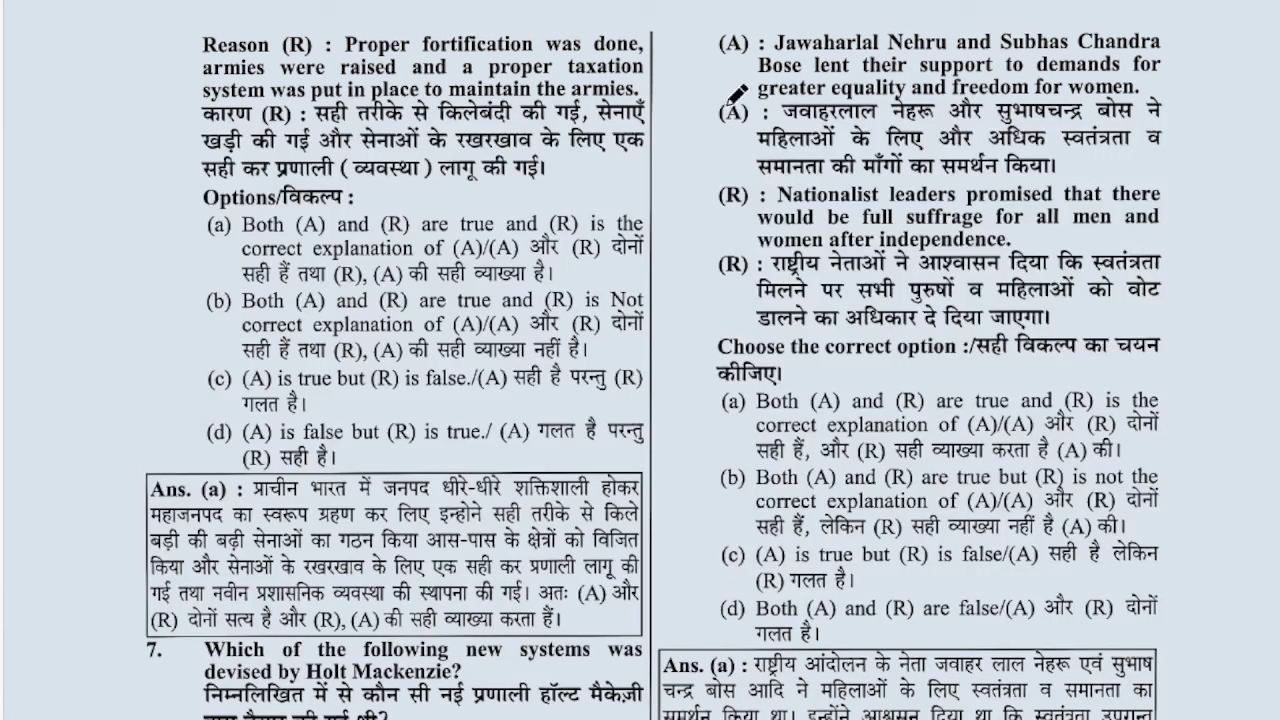 Reason (R) : Proper fortification was done,
armies were raised and a proper taxation
system was put in place to maintain the armies.
कारण (R) : सही तरीके से किलेबंदी की गई, सेनाएँ
खड़ी की गई और सेनाओं के रखरखाव के लिए एक
सही कर प्रणाली ( व्यवस्था ) लागू की गई।
Options/विकल्प :
(a) Both (A) and (R) are true and (R) is the
correct explanation of (A)/(A) और (R) दोनों
सही हैं तथा (R), (A) की सही व्याख्या है।
(b) Both (A) and (R) are true and (R) is Not
correct explanation of (A)/(A) और (R) दोनों
सही हैं तथा (R), (A) की सही व्याख्या नहीं है।
(c) (A) is true but (R) is false./(A) सही है परन्तु (R)
गलत है।
(d) (A) is false but (R) is true./ (A) गलत है परन्तु
(R) सही है।
Ans. (a) : प्राचीन भारत में जनपद धीरे-धीरे शक्तिशाली होकर
महाजनपद का स्वरूप ग्रहण कर लिए इन्होने सही तरीके से किले
बड़ी की बढ़ी सेनाओं का गठन किया आस-पास के क्षेत्रों को विजित
किया और सेनाओं के रखरखाव के लिए एक सही कर प्रणाली लागू की
गई तथा नवीन प्रशासनिक व्यवस्था की स्थापना की गई। अतः (A) और
(R) दोनों सत्य है और (R), (A) की सही व्याख्या करता हैं।
7. Which of the following new systems was
devised by Holt Mackenzie?
निम्नलिखित में से कौन सी नई प्रणाली हॉल्ट मैकेज़ी
(A) : Jawaharlal Nehru and Subhas Chandra
Bose lent their support to demands for
greater equality and freedom for women.
(A) : जवाहरलाल नेहरू और सुभाषचन्द्र बोस ने
महिलाओं के लिए और अधिक स्वतंत्रता व
समानता की माँगों का समर्थन किया।
(R) : Nationalist leaders promised that there
would be full suffrage for all men and
women after independence.
(R) : राष्ट्रीय नेताओं ने आश्वासन दिया कि स्वतंत्रता
मिलने पर सभी पुरुषों व महिलाओं को वोट
डालने का अधिकार दे दिया जाएगा।
Choose the correct option :/सही विकल्प का चयन
कीजिए।
(a) Both (A) and (R) are true and (R) is the
correct explanation of (A)/(A) और (R) दोनों
सही हैं, और (R) सही व्याख्या करता है (A) की।
(b) Both (A) and (R) are true but (R) is not the
correct explanation of (A)/(A) और (R) दोनों
सही हैं, लेकिन (R) सही व्याख्या नहीं है (A) की।
(c) (A) is true but (R) is false/(A) सही है लेकिन
(R) गलत है।
(d) Both (A) and (R) are false/(A) और (R) दोनों
गलत है।
Ans. (a) : राष्ट्रीय आंदोलन के नेता जवाहर लाल नेहरू एवं सुभाष
चन्द्र बोस आदि ने महिलाओं के लिए स्वतंत्रता व समानता का
समर्थन किया था। इन्होंने आश्वसन दिया था कि स्वतंत्रता उपरान्त